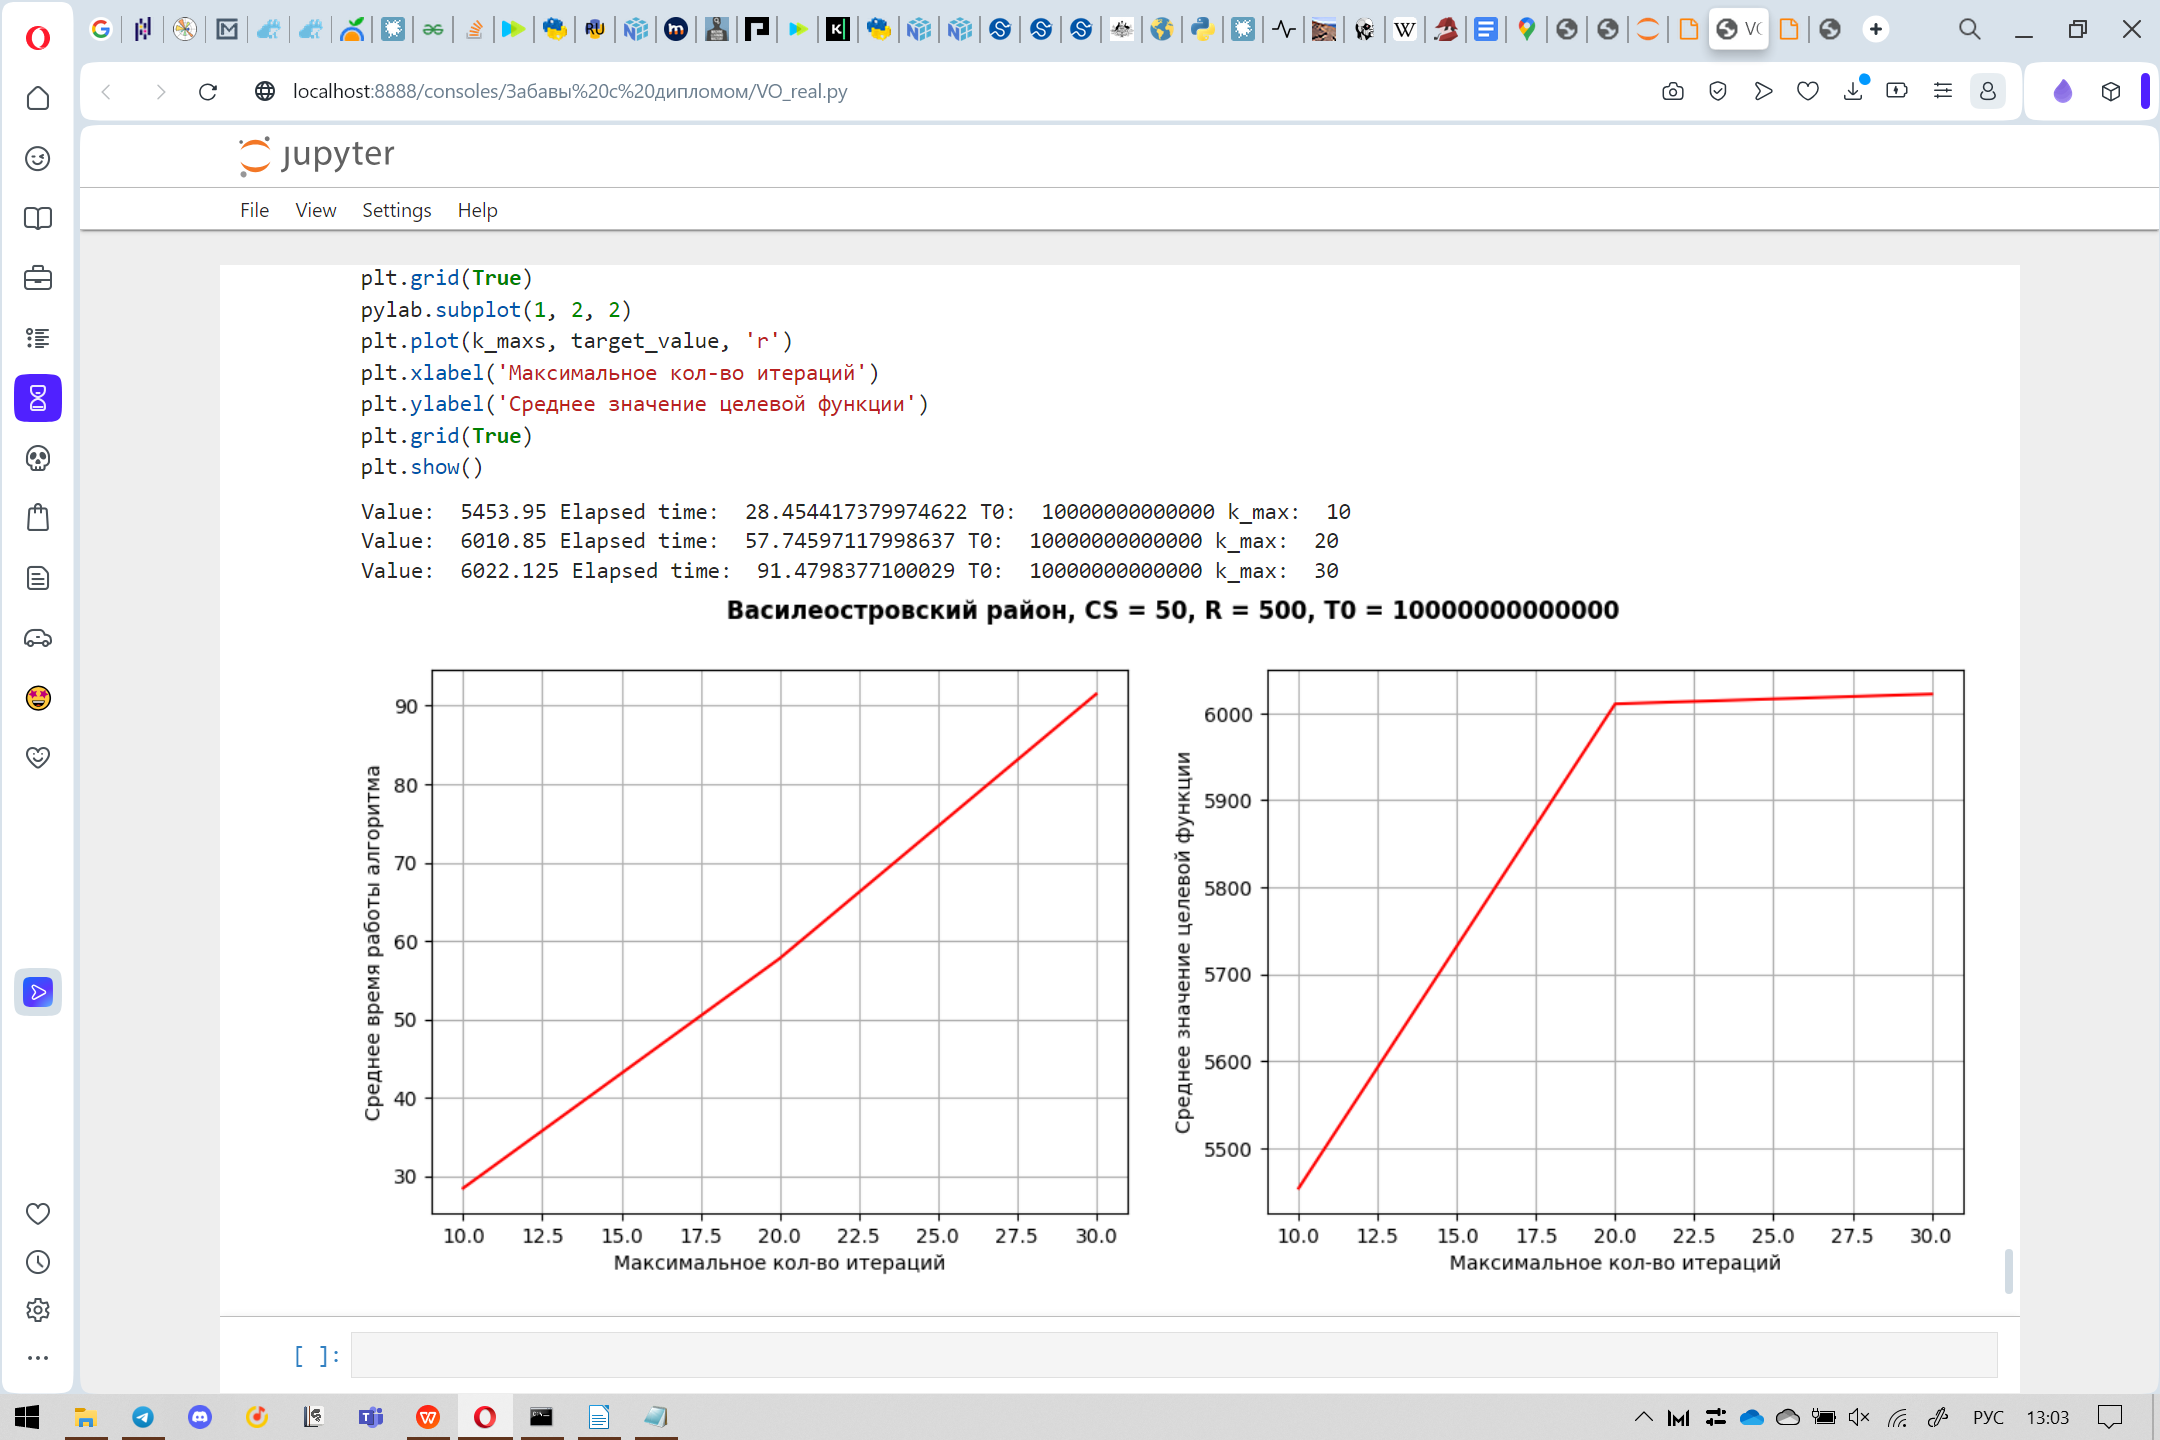 VO
localhost:8888/consoles/Забавы%20с%20дипломом/VO_real.py
jupyter
File View Settings Help
plt.grid(True)
pylab.subplot(1, 2, 2)
plt.plot(k_maxs, target_value, 'r')
plt.xlabel('Максимальное кол-во итераций')
plt.ylabel('Среднее значение целевой функции')
plt.grid(True)
plt.show()
Value:  5453.95 Elapsed time:  28.454417379974622 T0:  10000000000000 k_max:  10
Value:  6010.85 Elapsed time:  57.74597117998637 T0:  10000000000000 k_max:  20
Value:  6022.125 Elapsed time:  91.4798377100029 T0:  10000000000000 k_max:  30
Василеостровский район, CS = 50, R = 500, T0 = 10000000000000
Среднее время работы алгоритма
90
80
70
60
50
40
30
10.0 12.5 15.0 17.5 20.0 22.5 25.0 27.5 30.0
Максимальное кол-во итераций
Среднее значение целевой функции
6000
5900
5800
5700
5600
5500
10.0 12.5 15.0 17.5 20.0 22.5 25.0 27.5 30.0
Максимальное кол-во итераций
[ ]:
РУС 13:03